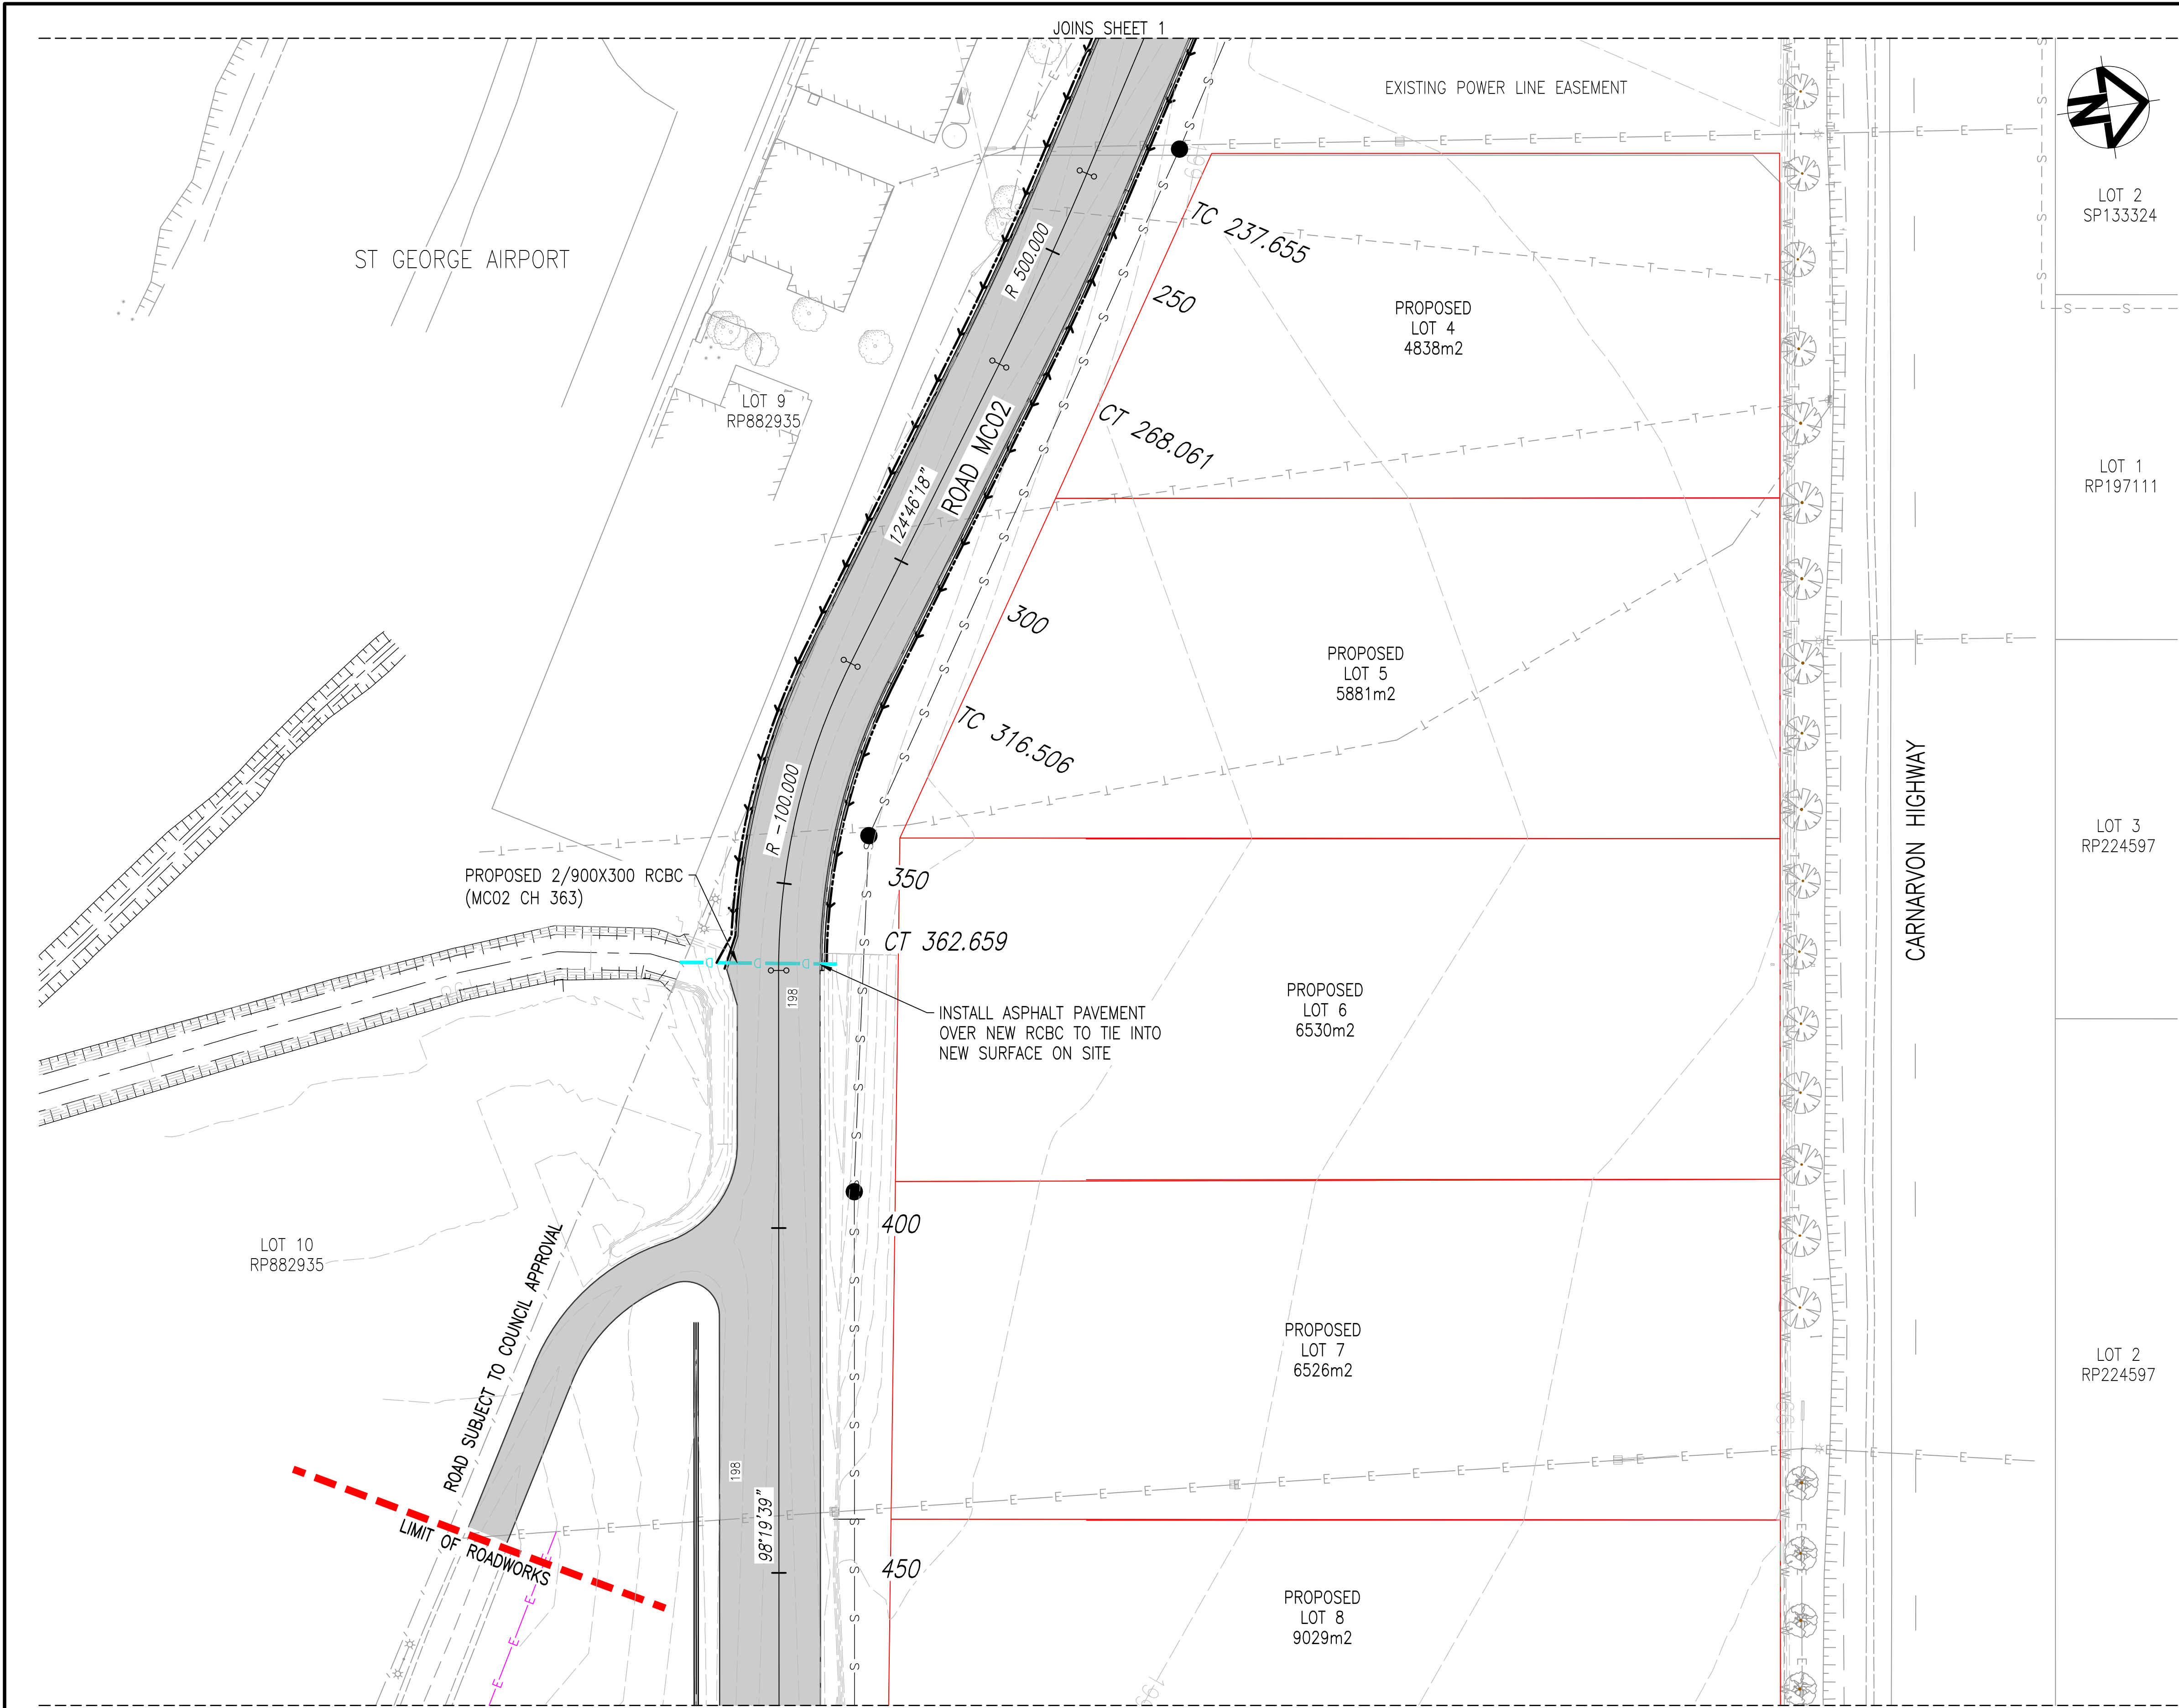 JOINS SHEET 1
EXISTING POWER LINE EASEMENT
N
LOT 2
SP133324
ST GEORGE AIRPORT
TC 237.655
R 500.000
250
PROPOSED
LOT 4
4838m2
LOT 9
RP882935
CT 268.061
ROAD MC02
124°46'18"
LOT 1
RP197111
300
PROPOSED
LOT 5
5881m2
TC 316.506
R -100.000
CARNARVON HIGHWAY
LOT 3
RP224597
PROPOSED 2/900X300 RCBC
(MC02 CH 363)
350
CT 362.659
198
INSTALL ASPHALT PAVEMENT
OVER NEW RCBC TO TIE INTO
NEW SURFACE ON SITE
PROPOSED
LOT 6
6530m2
400
LOT 10
RP882935
ROAD SUBJECT TO COUNCIL APPROVAL
PROPOSED
LOT 7
6526m2
LOT 2
RP224597
198
98°19'39"
LIMIT OF ROADWORKS
450
PROPOSED
LOT 8
9029m2